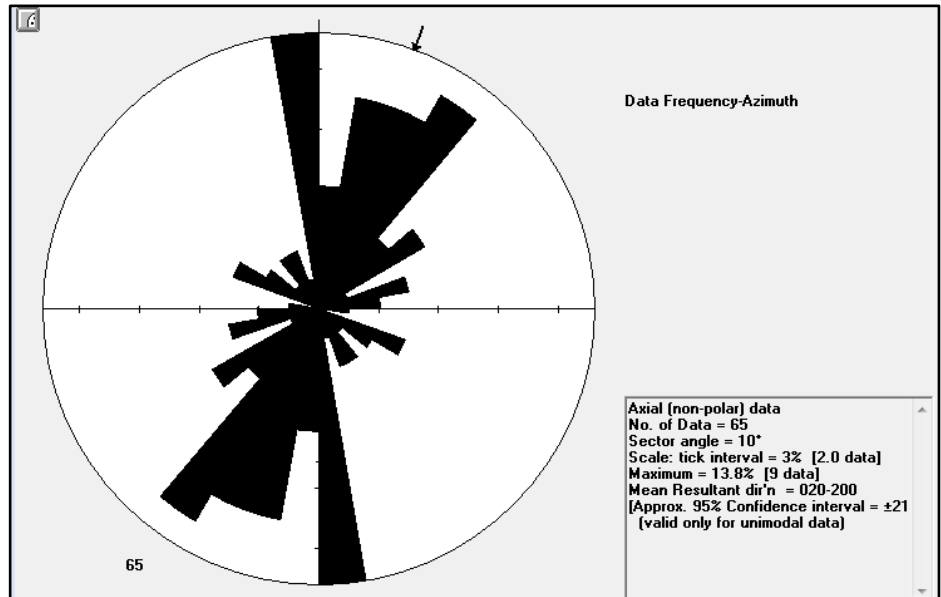 Data Frequency-Azimuth
Axial (non-polar) data
No. of Data = 65
Sector angle = 10°
Scale: tick interval = 3% [2.0 data]
Maximum = 13.8% [9 data]
Mean Resultant dir'n = 020-200
[Approx. 95% Confidence interval = ±21
(valid only for unimodal data)
65